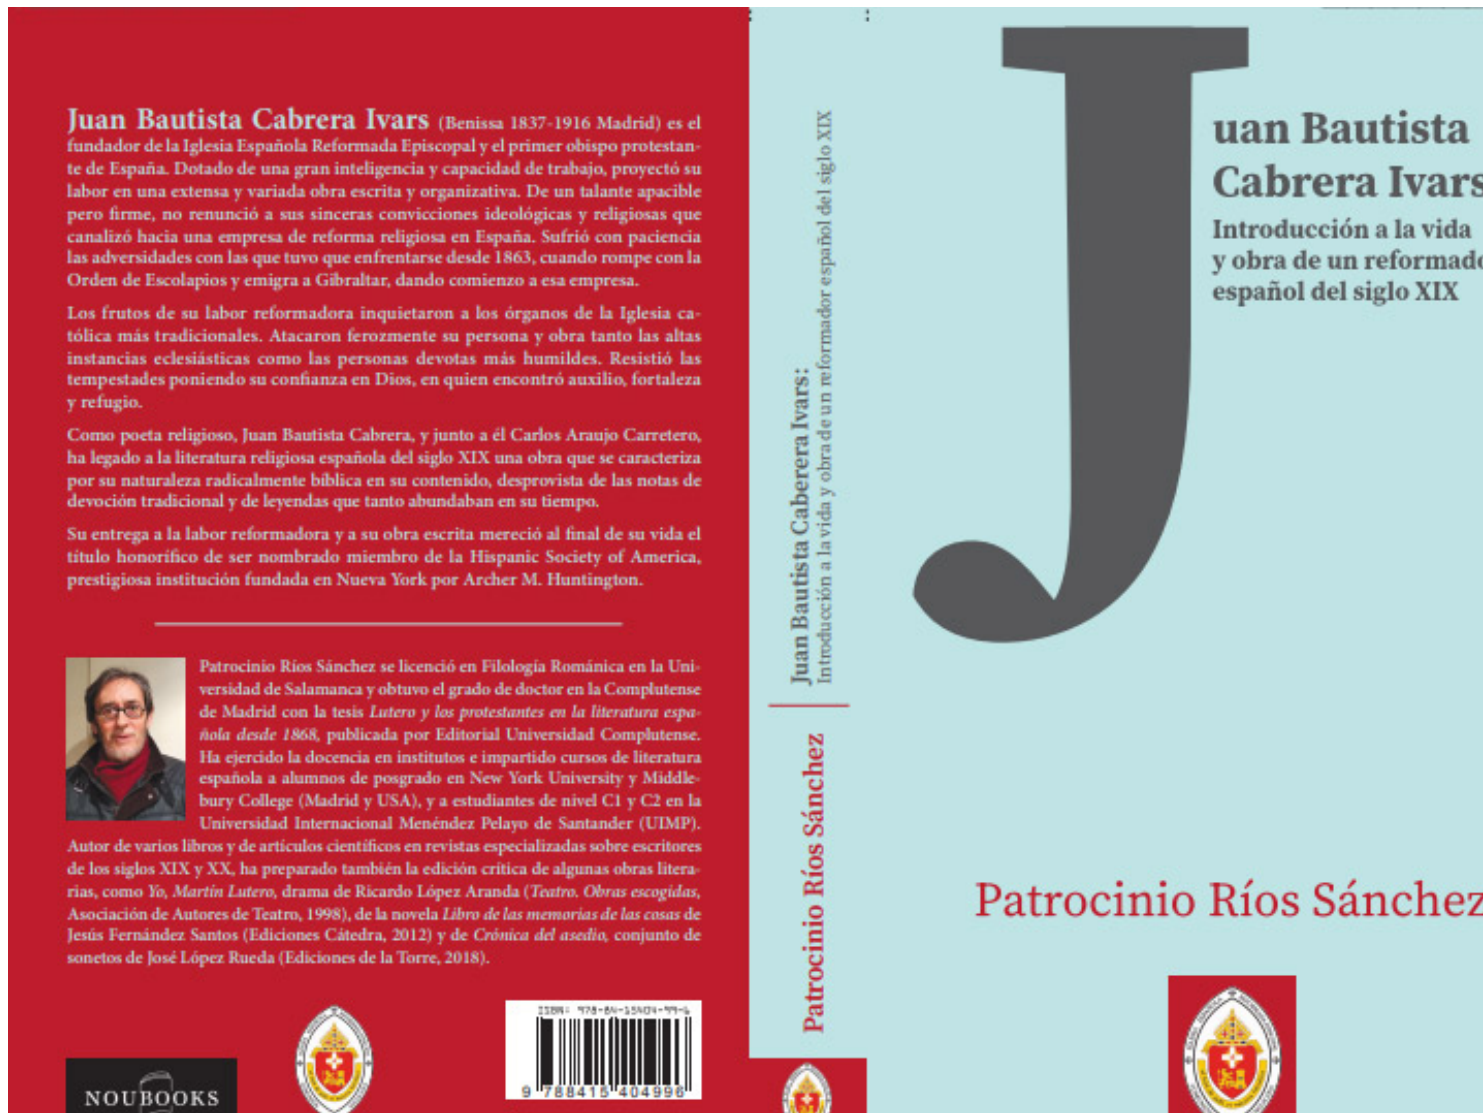 Juan Bautista Cabrera Ivars (Benissa 1837-1916 Madrid) es el
fundador de la Iglesia Española Reformada Episcopal y el primer obispo protestan-
te de España. Dotado de una gran inteligencia y capacidad de trabajo, proyectó su
labor en una extensa y variada obra escrita y organizativa. De un talante apacible
pero firme, no renunció a sus sinceras convicciones ideológicas y religiosas que
canalizó hacia una empresa de reforma religiosa en España. Sufrió con paciencia
las adversidades con las que tuvo que enfrentarse desde 1863, cuando rompe con la
Orden de Escolapios y emigra a Gibraltar, dando comienzo a esa empresa.
Los frutos de su labor reformadora inquietaron a los órganos de la Iglesia ca-
tólica más tradicionales. Atacaron ferozmente su persona y obra tanto las altas
instancias eclesiásticas como las personas devotas más humildes. Resistió las
tempestades poniendo su confianza en Dios, en quien encontró auxilio, fortaleza
y refugio.
Como poeta religioso, Juan Bautista Cabrera, y junto a él Carlos Araujo Carretero,
ha legado a la literatura religiosa española del siglo XIX una obra que se caracteriza
por su naturaleza radicalmente bíblica en su contenido, desprovista de las notas de
devoción tradicional y de leyendas que tanto abundaban en su tiempo.
Su entrega a la labor reformadora y a su obra escrita mereció al final de su vida el
título honorífico de ser nombrado miembro de la Hispanic Society of America,
prestigiosa institución fundada en Nueva York por Archer M. Huntington.
Patrocinio Ríos Sánchez se licenció en Filología Románica en la Uni-
versidad de Salamanca y obtuvo el grado de doctor en la Complutense
de Madrid con la tesis Lutero y los protestantes en la literatura espa-
ñola desde 1868, publicada por Editorial Universidad Complutense.
Ha ejercido la docencia en institutos e impartido cursos de literatura
española a alumnos de posgrado en New York University y Middle-
bury College (Madrid y USA), y a estudiantes de nivel C1 y C2 en la
Universidad Internacional Menéndez Pelayo de Santander (UIMP).
Autor de varios libros y de artículos científicos en revistas especializadas sobre escritores
de los siglos XIX y XX, ha preparado también la edición crítica de algunas obras litera-
rias, como Yo, Martín Lutero, drama de Ricardo López Aranda (Teatro. Obras escogidas,
Asociación de Autores de Teatro, 1998), de la novela Libro de las memorias de las cosas de
Jesús Fernández Santos (Ediciones Cátedra, 2012) y de Crónica del asedio, conjunto de
sonetos de José López Rueda (Ediciones de la Torre, 2018).
NOUBOOKS
ISBN: 978-84-15404-99-6
9 788415 404996
Juan Bautista Caberera Ivars:
Introducción a la vida y obra de un reformador español del siglo XIX
Patrocinio Ríos Sánchez
J
uan Bautista
Cabrera Ivars
Introducción a la vida
y obra de un reformado
español del siglo XIX
Patrocinio Ríos Sánchez